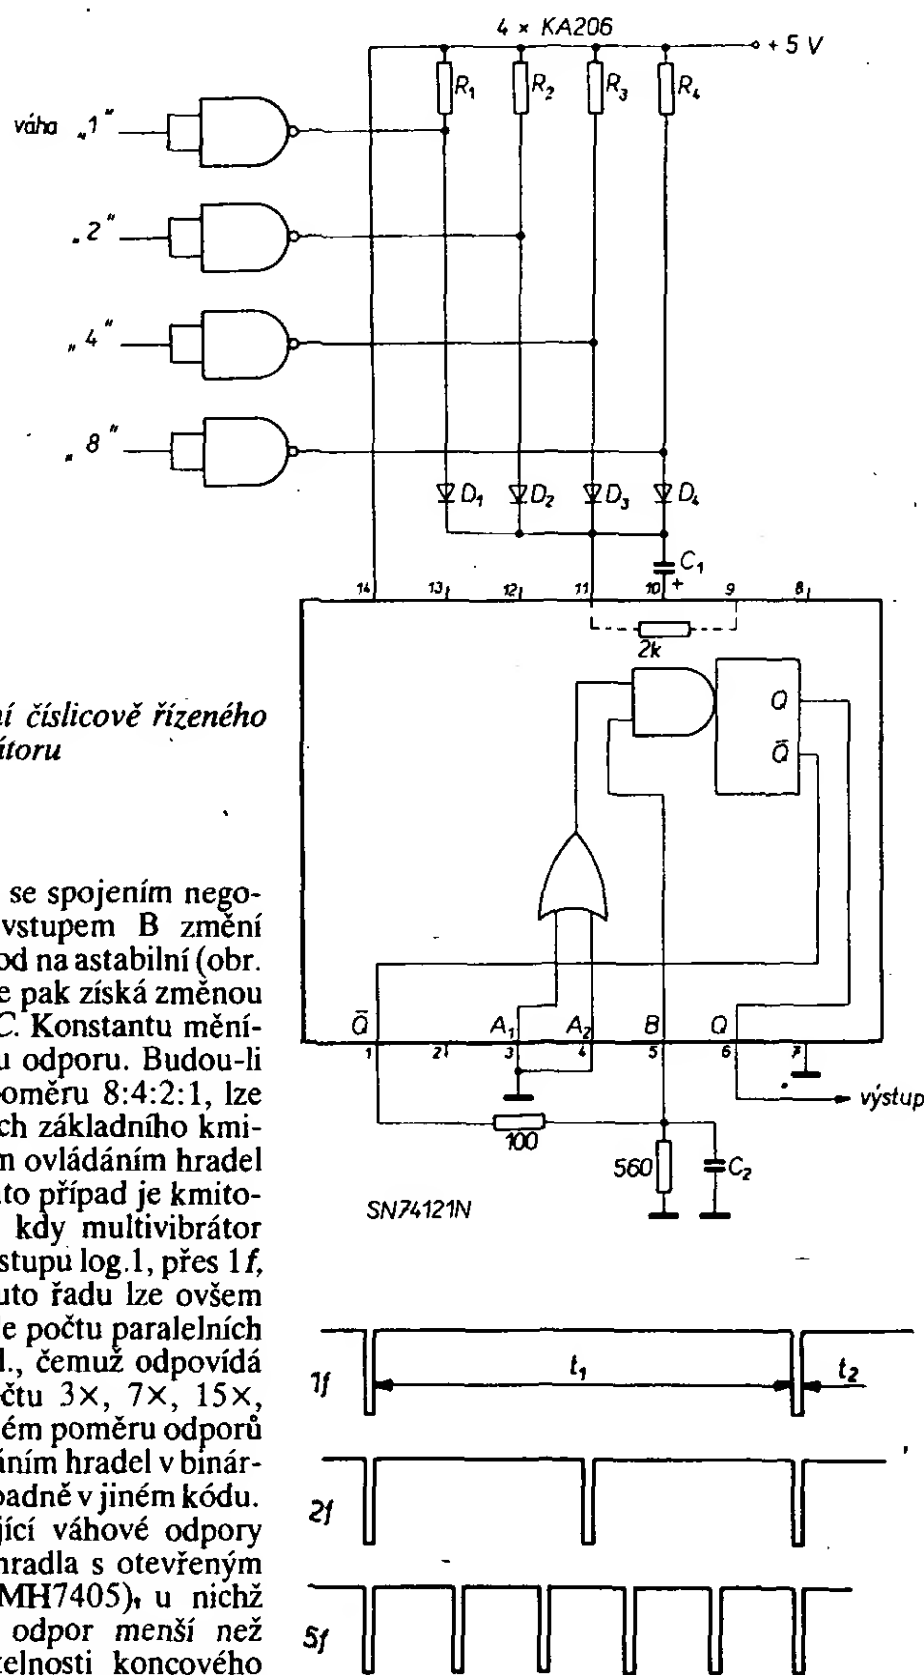 4 × KA206
+ 5 V
R₁ R₂ R₃ R₄
váha „1"
„2"
„4"
„8"
D₁ D₂ D₃ D₄
C₁
+
14 13 12 11 10 9 8
2k
Q
Q̄
ní číslicově řízeného
átoru
se spojením nego-
vstupem B změní
od na astabilní (obr.
e pak získá změnou
C. Konstantu mění-
u odporu. Budou-li
oměru 8:4:2:1, lze
ch základního kmi-
m ovládáním hradel
to případ je kmito-
kdy multivibrátor
stupu log.1, přes 1f,
uto řadu lze ovšem
e počtu paralelních
l., čemuž odpovídá
čtu 3×, 7×, 15×,
ém poměru odporů
áním hradel v binár-
padně v jiném kódu.
jící váhové odpory
hradla s otevřeným
MH7405), u nichž
odpor menší než
elnosti koncového
Q̄ A₁ A₂ B Q
1 2 3 4 5 6 7
výstup
100
560
C₂
SN74121N
1f
t₁
t₂
2f
5f